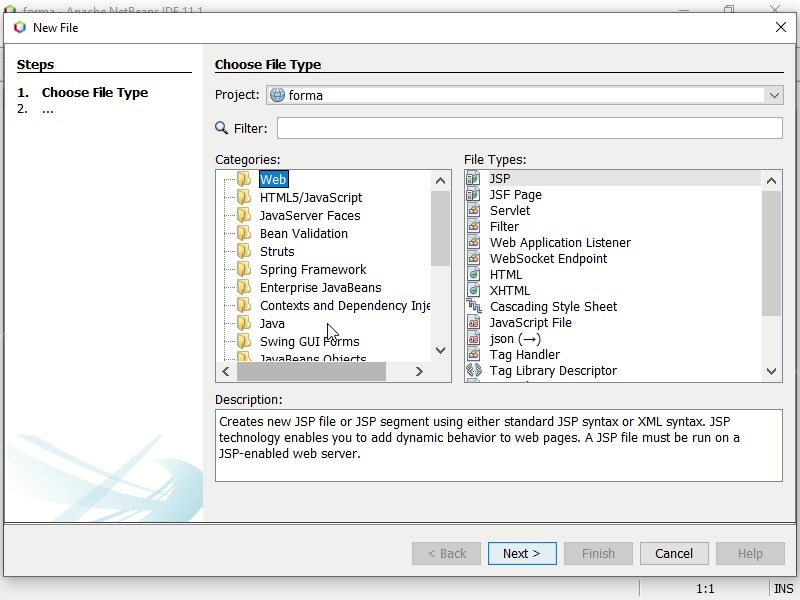 forma - Apache NetBeans IDE 11.1
New File
Steps
1. Choose File Type
2. ...
Choose File Type
Project: forma
Filter:
Categories:
Web
HTML5/JavaScript
JavaServer Faces
Bean Validation
Struts
Spring Framework
Enterprise JavaBeans
Contexts and Dependency Inje
Java
Swing GUI Forms
JavaBeans Objects
File Types:
JSP
JSF Page
Servlet
Filter
Web Application Listener
WebSocket Endpoint
HTML
XHTML
Cascading Style Sheet
JavaScript File
json (→)
Tag Handler
Tag Library Descriptor
Description:
Creates new JSP file or JSP segment using either standard JSP syntax or XML syntax. JSP
technology enables you to add dynamic behavior to web pages. A JSP file must be run on a
JSP-enabled web server.
< Back
Next >
Finish
Cancel
Help
1:1
INS